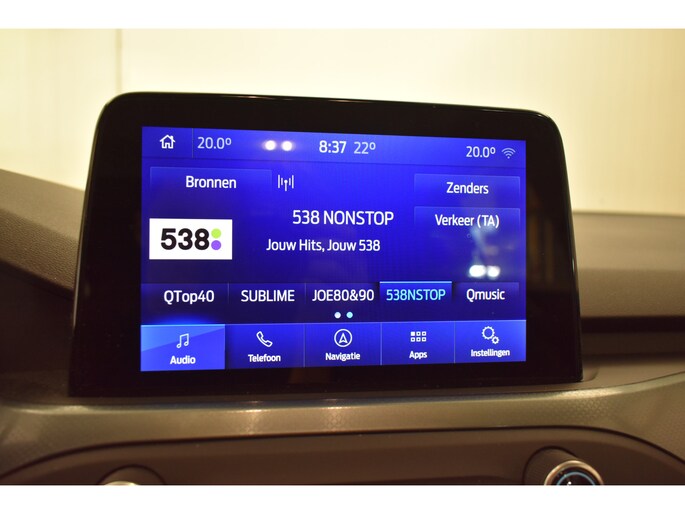 20.0° 8:37 22° 20.0°
Bronnen
Zenders
538 NONSTOP
Verkeer (TA)
538
Jouw Hits, Jouw 538
QTop40 SUBLIME JOE80&90 538NSTOP Qmusic
Audio Telefoon Navigatie Apps Instellingen